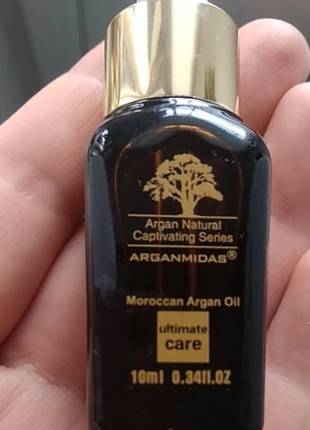 Argan Natural
Captivating Series
ARGANMIDAS®
Moroccan Argan Oil
ultimate
care
10ml 0.34fl.oz